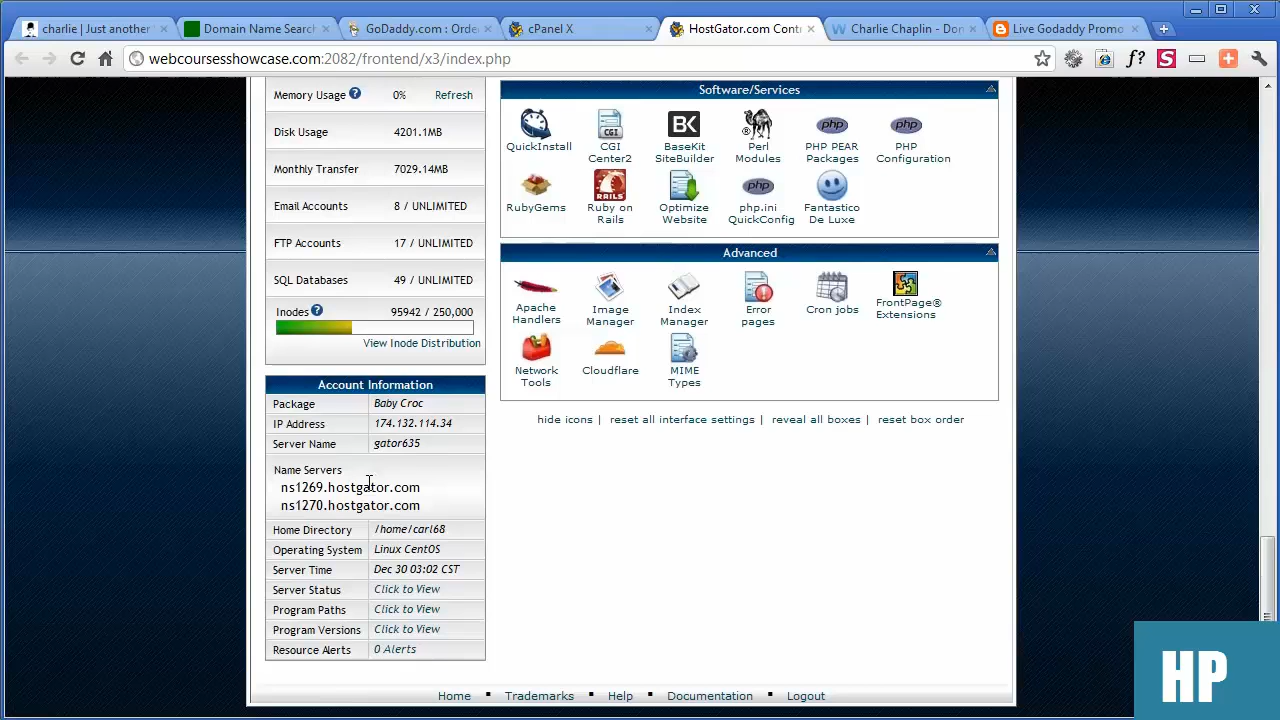 charlie | Just another
Domain Name Search
GoDaddy.com : Orde
cPanel X
HostGator.com Cont
Charlie Chaplin - Don
Live Godaddy Promo
webcoursesshowcase.com:2082/frontend/x3/index.php
f?
S
Memory Usage ? 0% Refresh
Disk Usage 4201.1MB
Monthly Transfer 7029.14MB
Email Accounts 8 / UNLIMITED
FTP Accounts 17 / UNLIMITED
SQL Databases 49 / UNLIMITED
Inodes ? 95942 / 250,000
View Inode Distribution
Account Information
Package Baby Croc
IP Address 174.132.114.34
Server Name gator635
Name Servers
ns1269.hostgator.com
ns1270.hostgator.com
Home Directory /home/carl68
Operating System Linux CentOS
Server Time Dec 30 03:02 CST
Server Status Click to View
Program Paths Click to View
Program Versions Click to View
Resource Alerts 0 Alerts
Software/Services
CGI
BK
®
php
php
QuickInstall
CGI
Center2
BaseKit
SiteBuilder
Perl
Modules
PHP PEAR
Packages
PHP
Configuration
RAILS
php
RubyGems
Ruby on
Rails
Optimize
Website
php.ini
QuickConfig
Fantastico
De Luxe
Advanced
Apache
Handlers
Image
Manager
Index
Manager
Error
pages
Cron jobs
FrontPage®
Extensions
Network
Tools
Cloudflare
MIME
Types
hide icons | reset all interface settings | reveal all boxes | reset box order
Home ▪ Trademarks ▪ Help ▪ Documentation ▪ Logout
HP